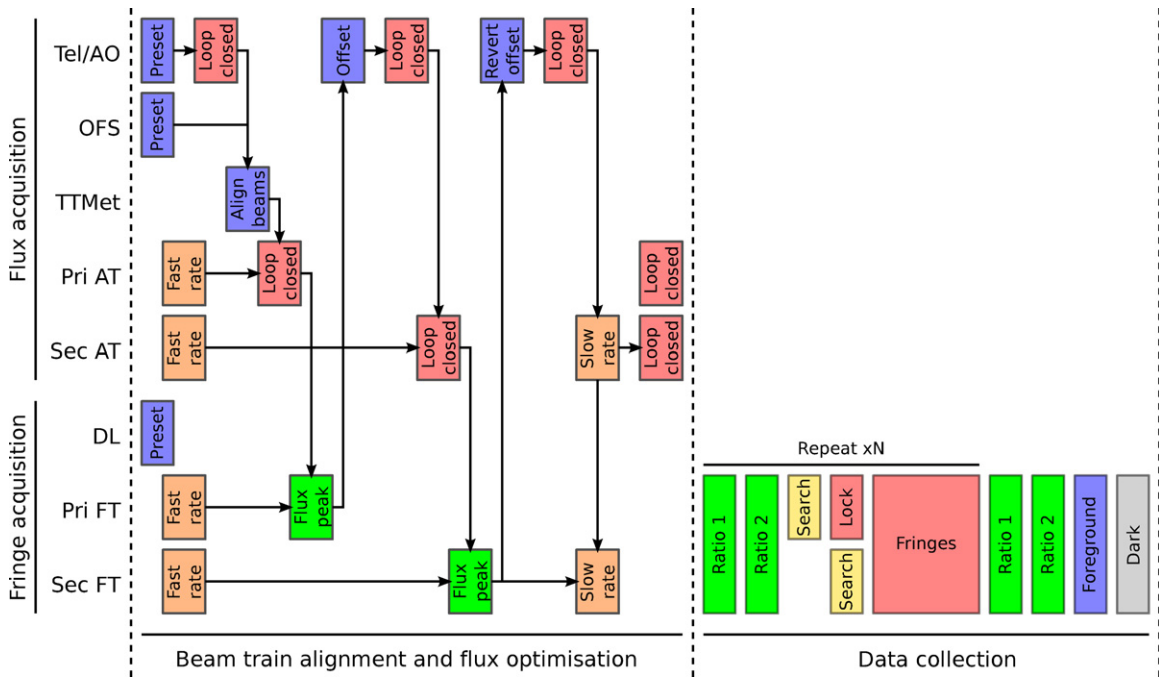 Flux acquisition
Fringe acquisition
Tel/AO
Preset
Loop
closed
Offset
Loop
closed
Revert
offset
Loop
closed
OFS
Preset
TTMet
Align
beams
Pri AT
Fast
rate
Loop
closed
Loop
closed
Sec AT
Fast
rate
Loop
closed
Slow
rate
Loop
closed
DL
Preset
Pri FT
Fast
rate
Flux
peak
Sec FT
Fast
rate
Flux
peak
Slow
rate
Repeat xN
Ratio 1
Ratio 2
Search
Lock
Search
Fringes
Ratio 1
Ratio 2
Foreground
Dark
Beam train alignment and flux optimisation
Data collection